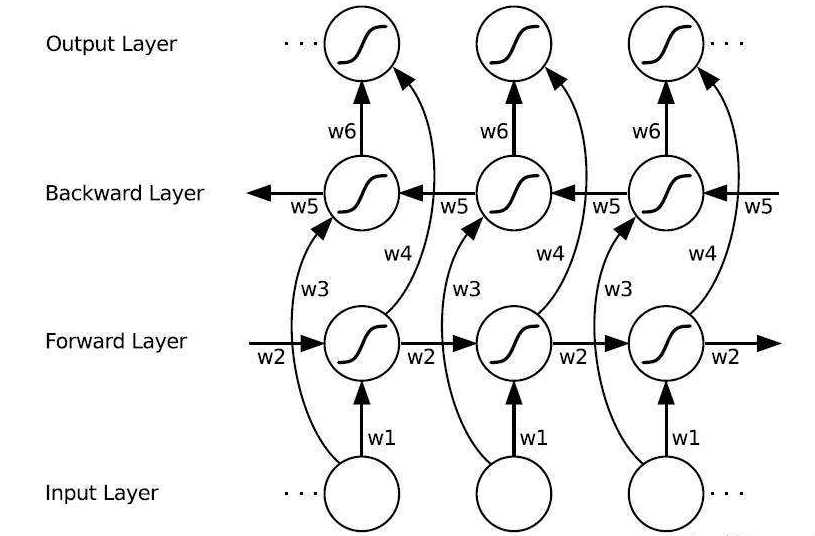 Output Layer
· · ·
· · ·
w6 w6 w6
Backward Layer
w5 w5 w5 w5
w4 w4 w4
w3 w3 w3
Forward Layer
w2 w2 w2 w2
w1 w1 w1
Input Layer
· · ·
· · ·